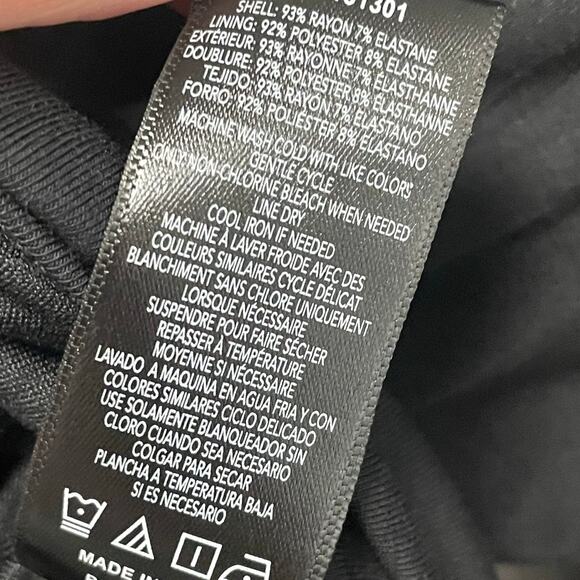 1301
SHELL: 93% RAYON 7% ELASTANE
LINING: 92% POLYESTER 8% ELASTANE
EXTÉRIEUR: 93% RAYONNE 7% ELASTHANNE
DOUBLURE: 92% POLYESTER 8% ELASTHANNE
TEJIDO: 93% RAYON 7% ELASTANO
FORRO: 92% POLIESTER 8% ELASTANO
MACHINE WASH COLD WITH LIKE COLORS
GENTLE CYCLE
ONLY NON-CHLORINE BLEACH WHEN NEEDED
LINE DRY
COOL IRON IF NEEDED
MACHINE À LAVER FROIDE AVEC DES
COULEURS SIMILAIRES CYCLE DÉLICAT
BLANCHIMENT SANS CHLORE UNIQUEMENT
LORSQUE NÉCESSAIRE
SUSPENDRE POUR FAIRE SÉCHER
REPASSER À TEMPÉRATURE
MOYENNE SI NÉCESSAIRE
LAVADO A MAQUINA EN AGUA FRIA Y CON
COLORES SIMILARES CICLO DELICADO
USE SOLAMENTE BLANQUEADOR SIN
CLORO CUANDO SEA NECESARIO
COLGAR PARA SECAR
PLANCHA A TEMPERATURA BAJA
SI ES NECESARIO
MADE IN